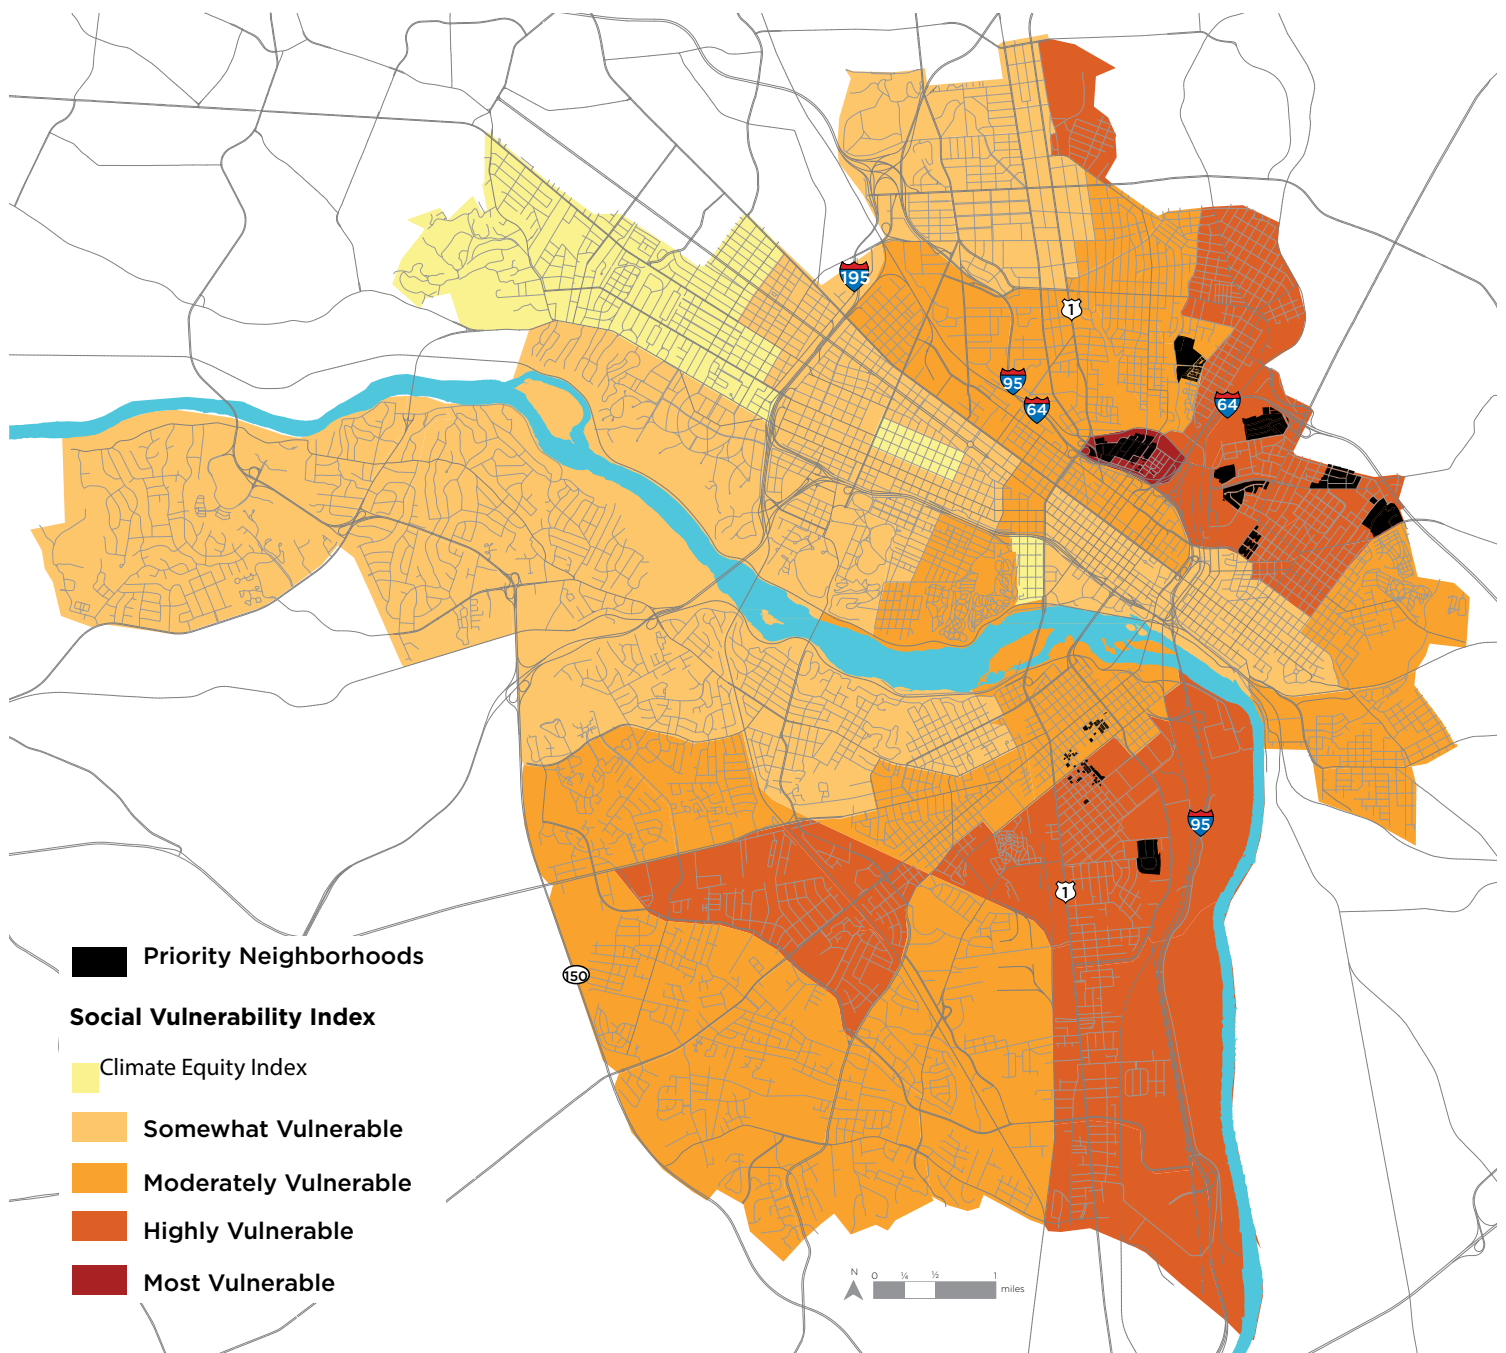 195
1
95
64
64
95
1
150
Priority Neighborhoods
Social Vulnerability Index
Climate Equity Index
Somewhat Vulnerable
Moderately Vulnerable
Highly Vulnerable
Most Vulnerable
N 0 ¼ ½ 1
miles